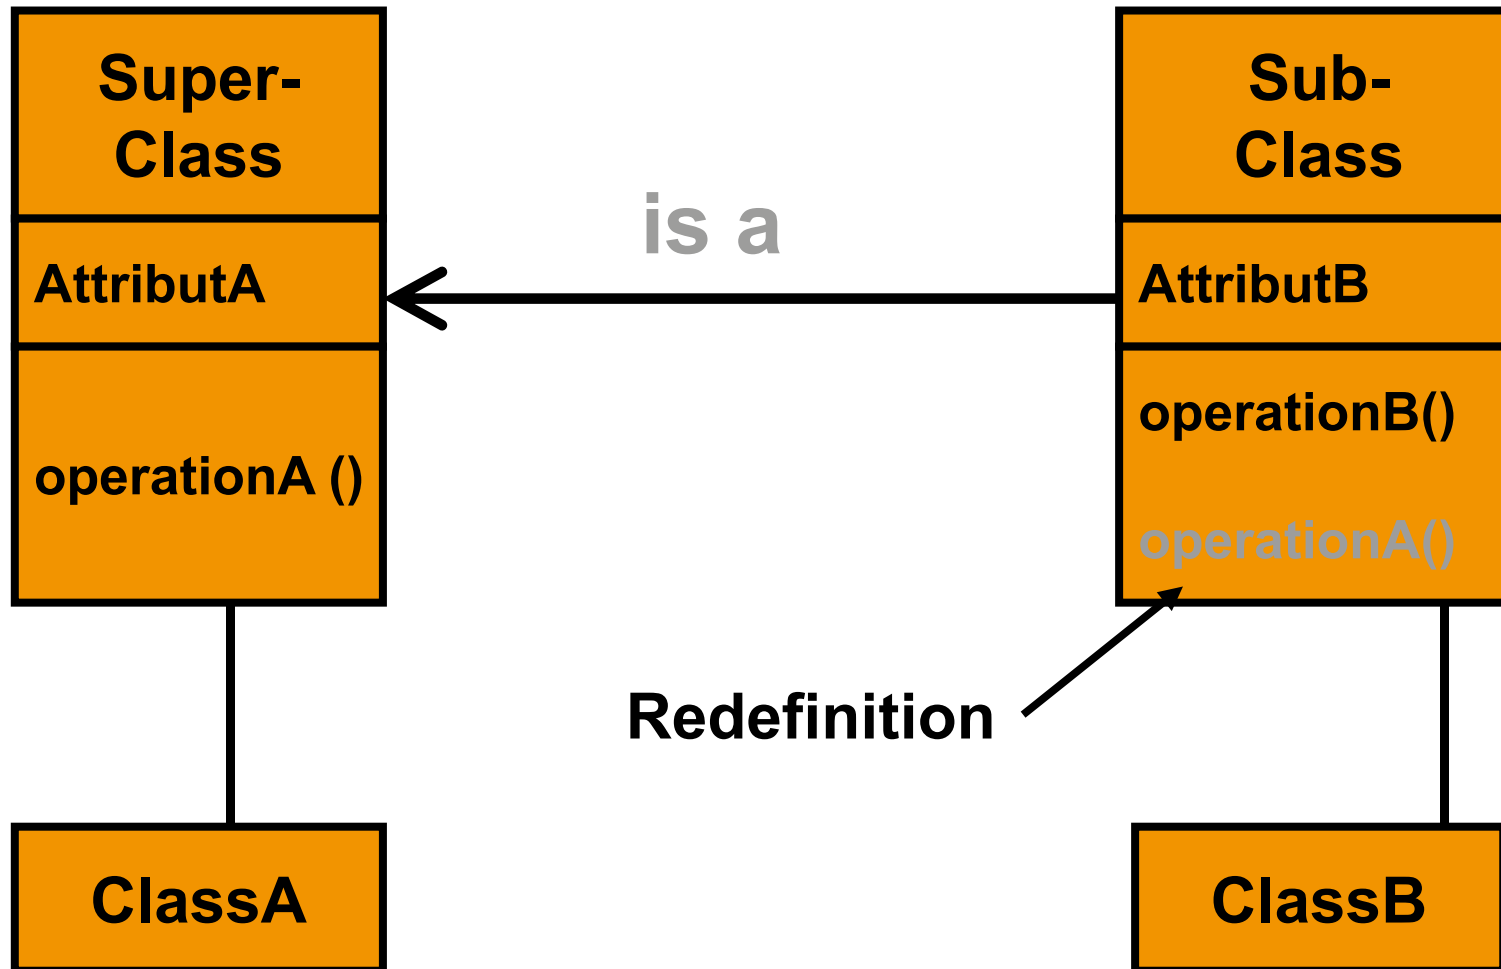 Super-
Class
AttributA
operationA ()
is a
Sub-
Class
AttributB
operationB()
operationA()
Redefinition
ClassA
ClassB